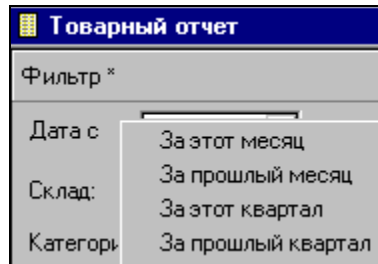 Товарный отчет
Фильтр *
Дата с
За этот месяц
За прошлый месяц
Склад:
За этот квартал
Категори
За прошлый квартал